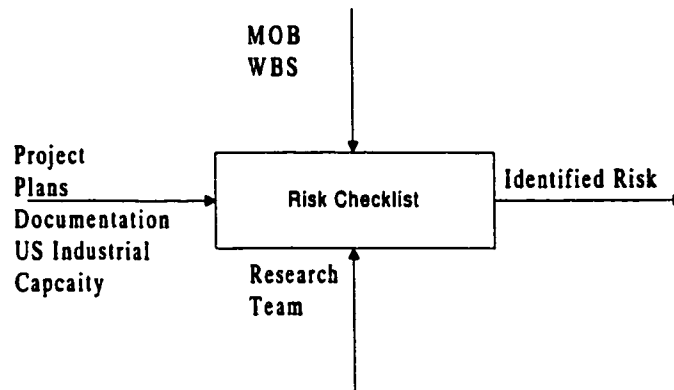 MOB
WBS
Project
Plans
Documentation
US Industrial
Capcaity
Risk Checklist
Identified Risk
Research
Team